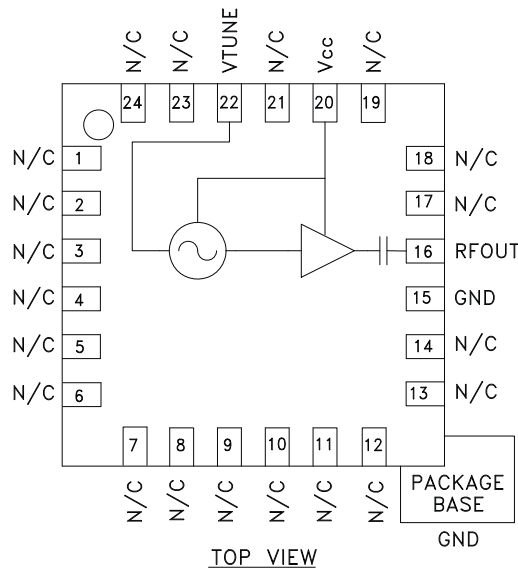 N/C N/C VTUNE N/C Vcc N/C
24 23 22 21 20 19
N/C 1 18 N/C
N/C 2 17 N/C
N/C 3 16 RFOUT
N/C 4 15 GND
N/C 5 14 N/C
N/C 6 13 N/C
7 8 9 10 11 12
N/C N/C N/C N/C N/C N/C
PACKAGE
BASE
GND
TOP VIEW